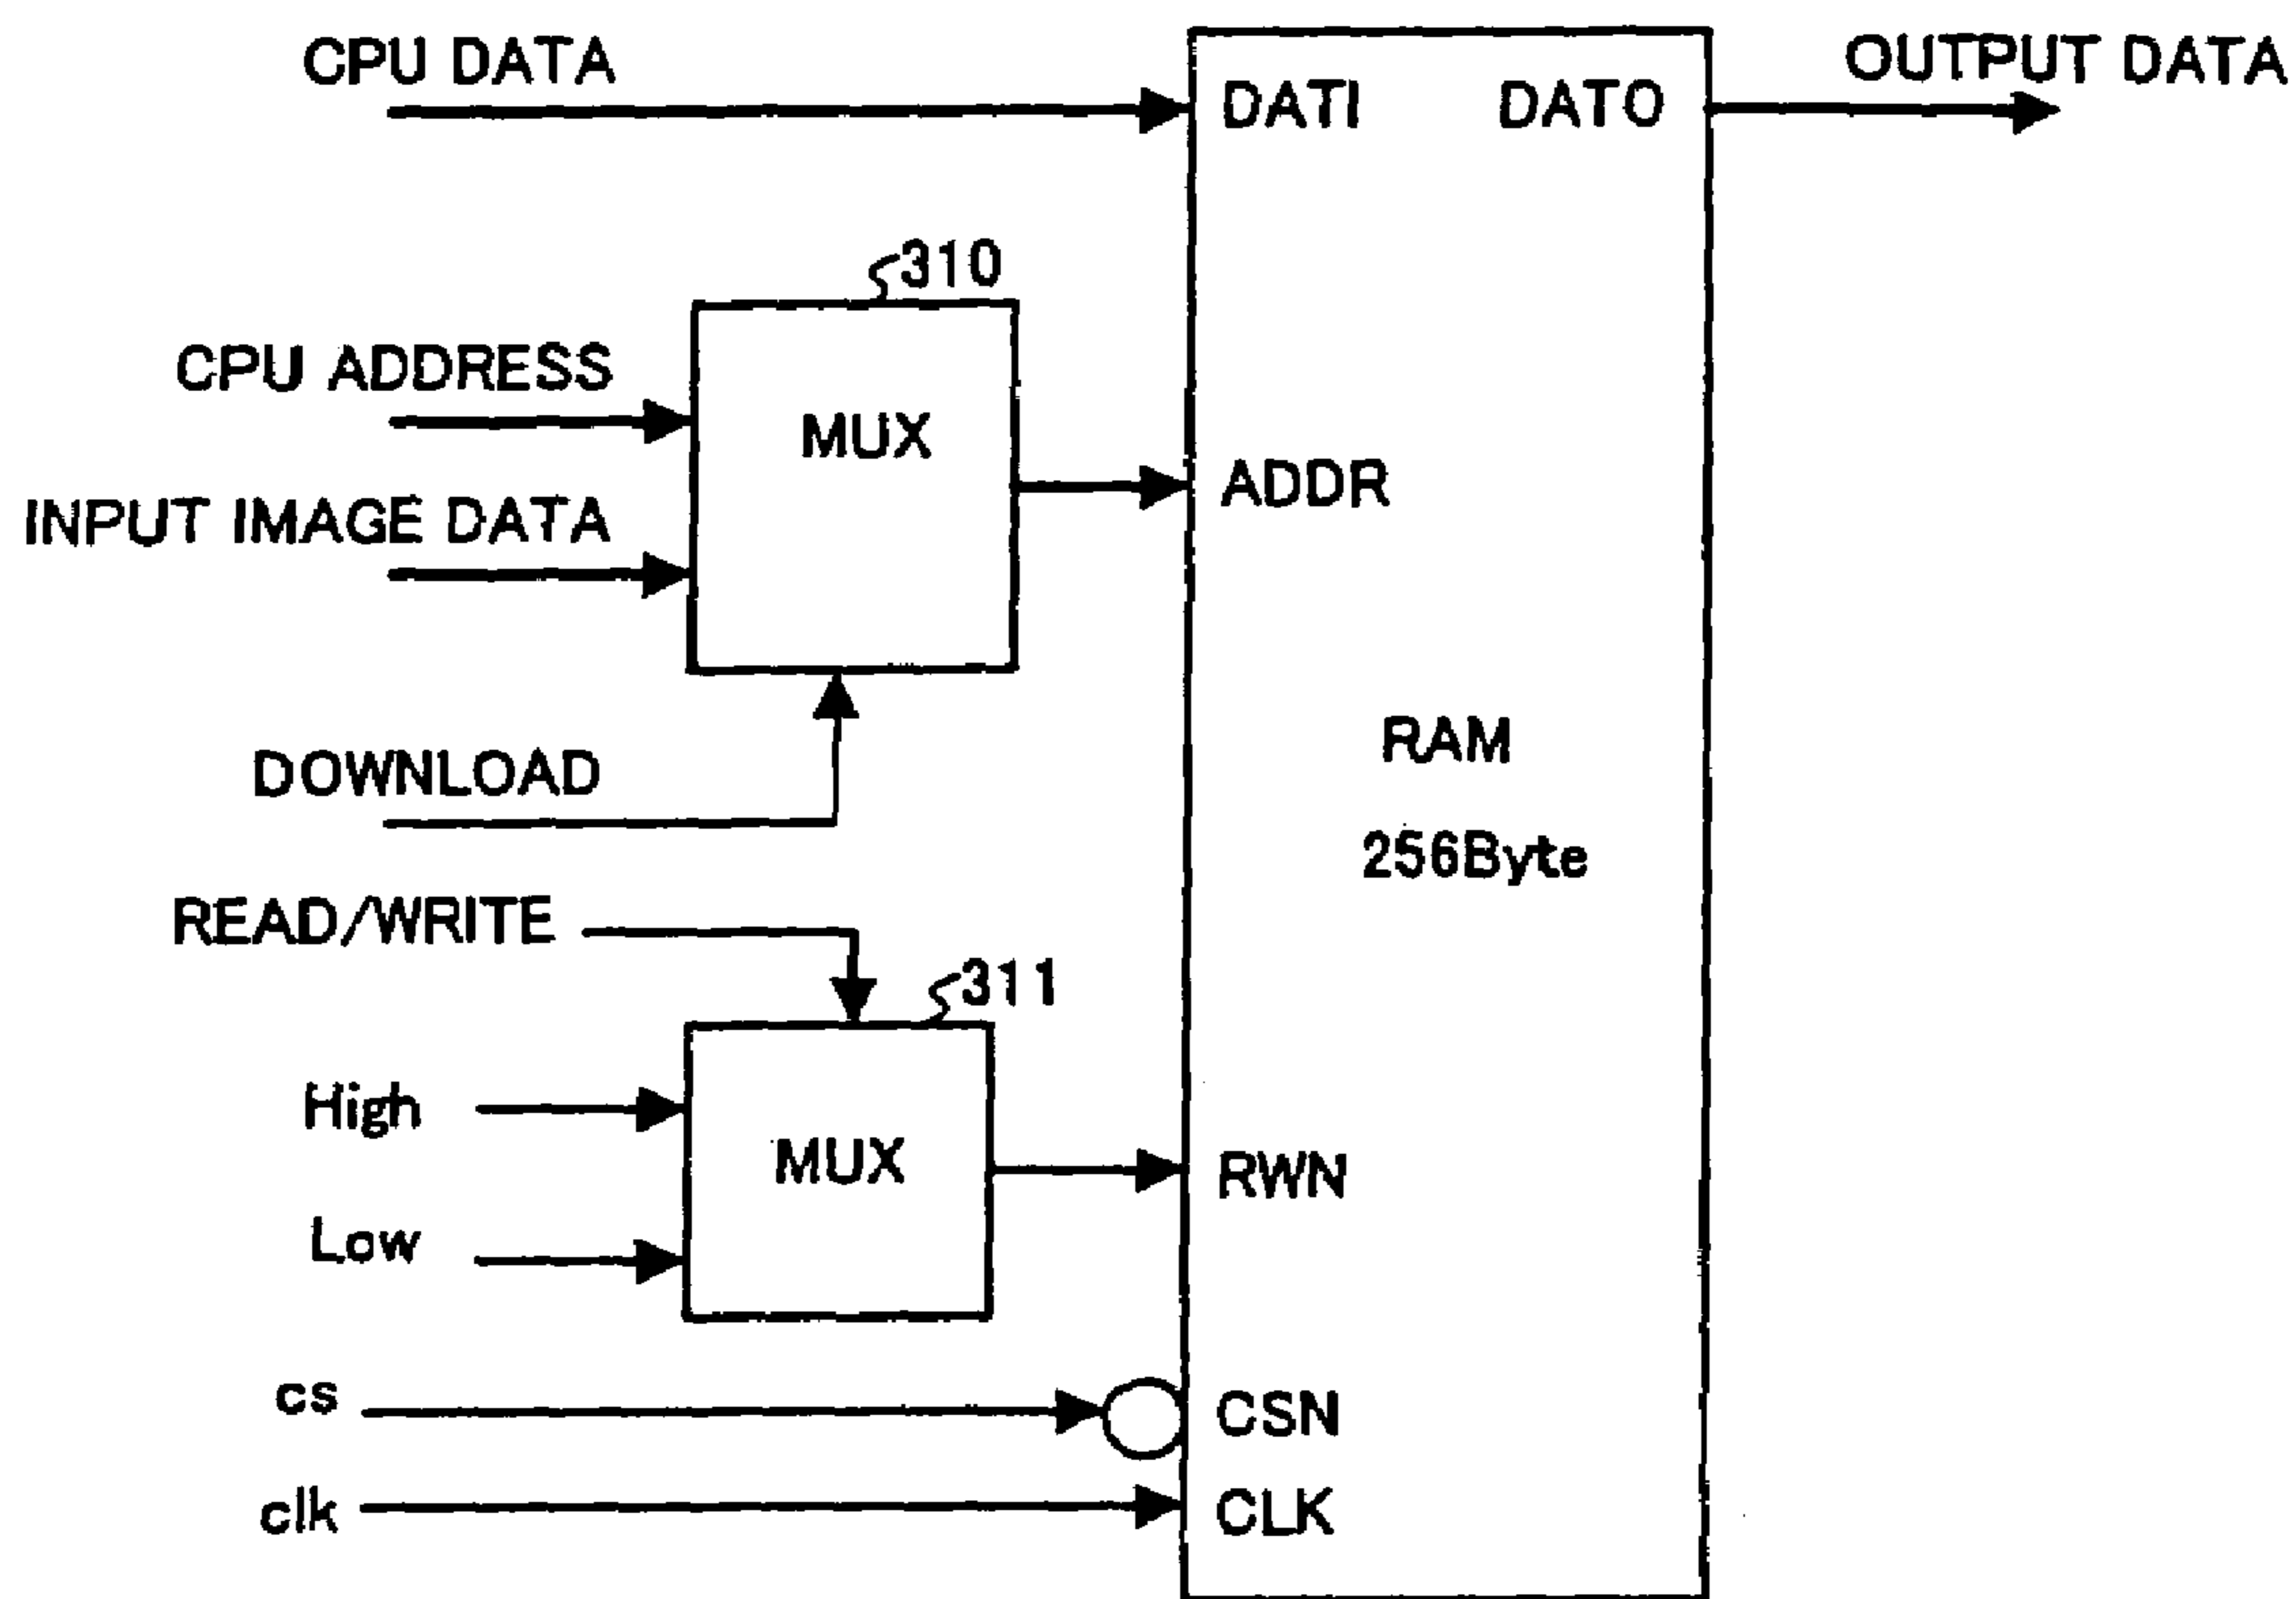 CPU DATA
DATI
DATO
OUTPUT DATA
310
CPU ADDRESS
MUX
INPUT IMAGE DATA
ADDR
DOWNLOAD
RAM
256Byte
READ/WRITE
311
High
MUX
RWN
Low
cs
CSN
clk
CLK